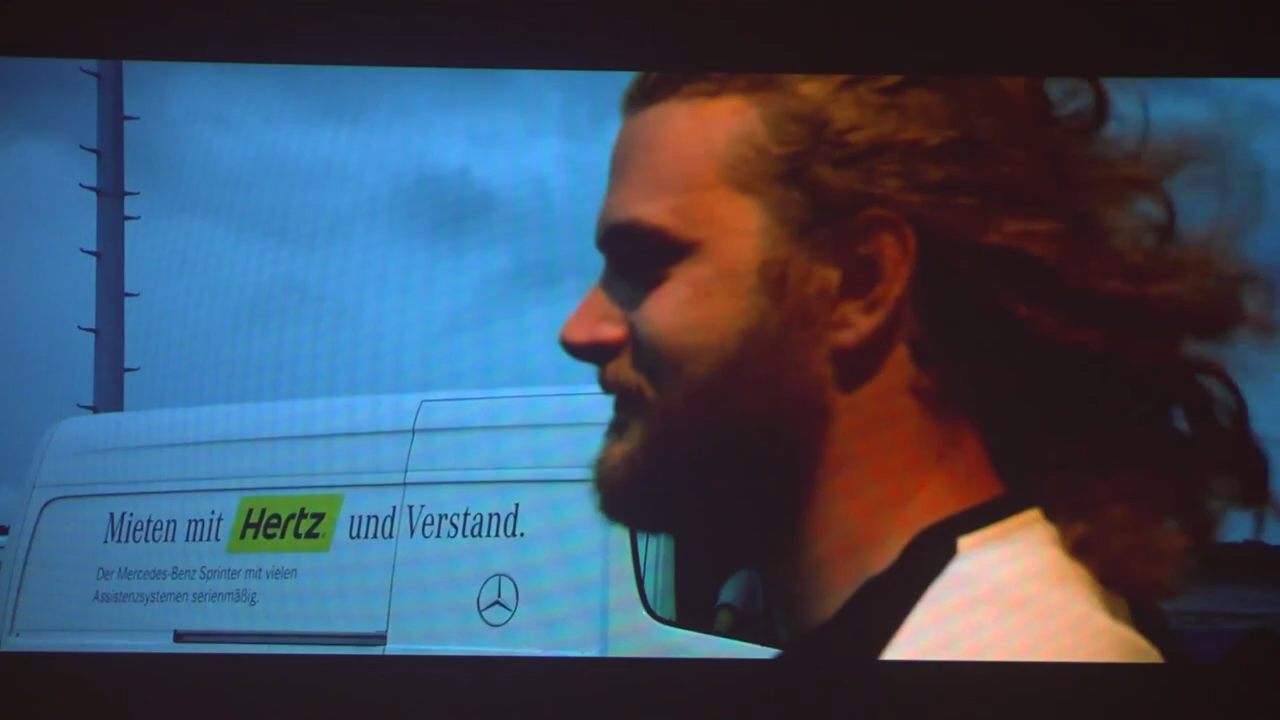 Mieten mit Hertz. und Verstand.
Der Mercedes-Benz Sprinter mit vielen
Assistenzsystemen serienmäßig.